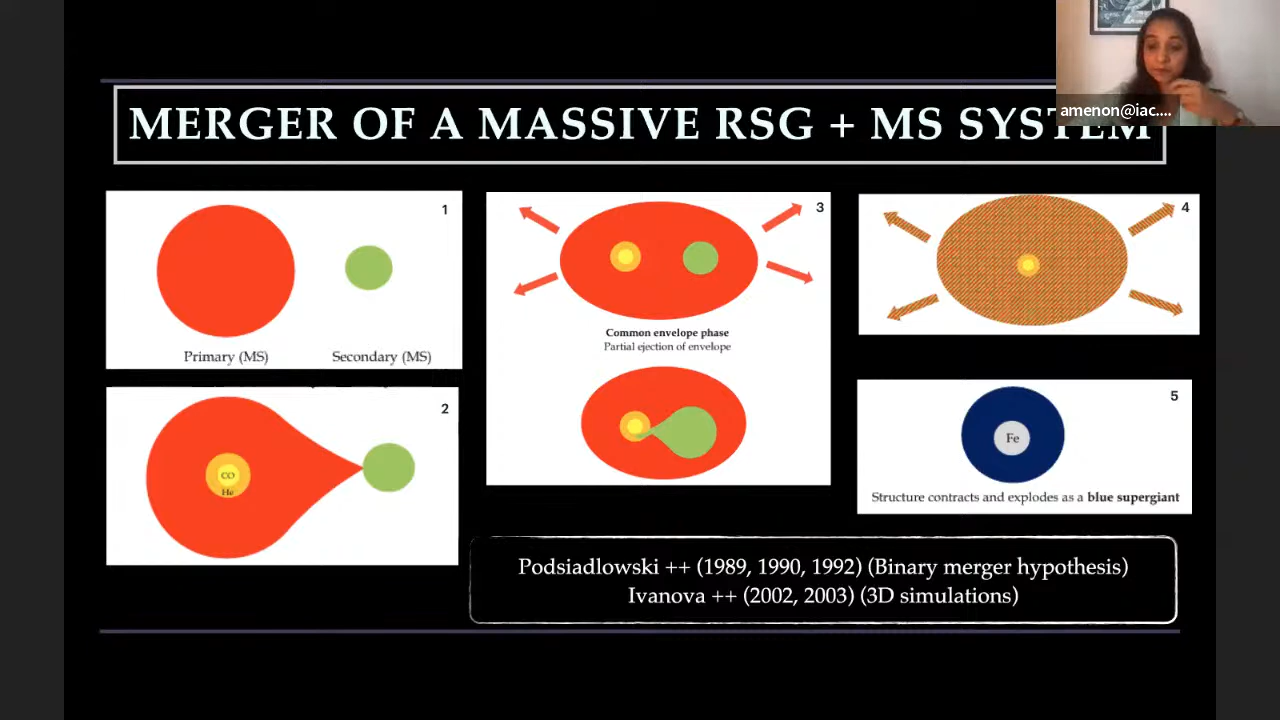 MERGER OF A MASSIVE RSG + MS SYSTEM
amenon@iac....
1
Primary (MS) Secondary (MS)
2
CO
He
3
Common envelope phase
Partial ejection of envelope
4
5
Fe
Structure contracts and explodes as a blue supergiant
Podsiadlowski ++ (1989, 1990, 1992) (Binary merger hypothesis)
Ivanova ++ (2002, 2003) (3D simulations)